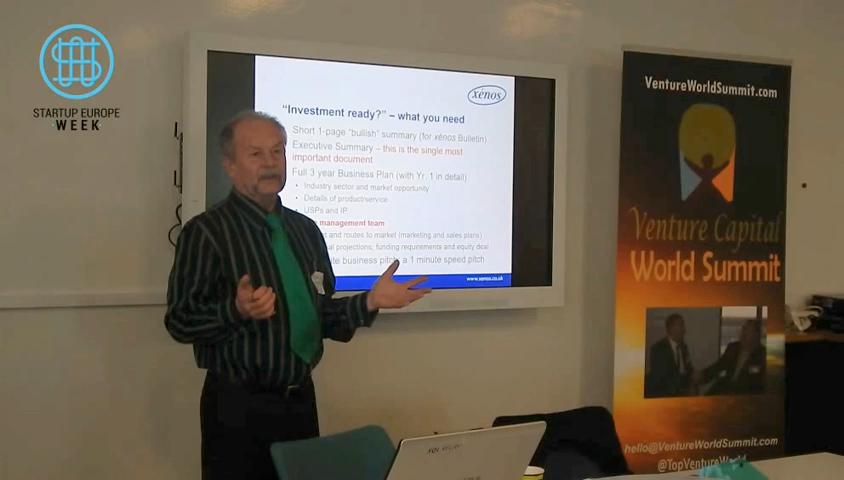 STARTUP EUROPE
WEEK
xénos
"Investment ready?" – what you need
Short 1-page "bullish" summary (for xénos Bulletin)
Executive Summary – this is the single most
important document
Full 3 year Business Plan (with Yr. 1 in detail)
• Industry sector and market opportunity
• Details of product/service
• USPs and IP
management team
and routes to market (marketing and sales plans)
projections, funding requirements and equity deal
business pitch, a 1 minute speed pitch
www.xenos.co.uk
VentureWorldSummit.com
Venture Capital
World Summit
hello@VentureWorldSummit.com
@TopVentureWorld